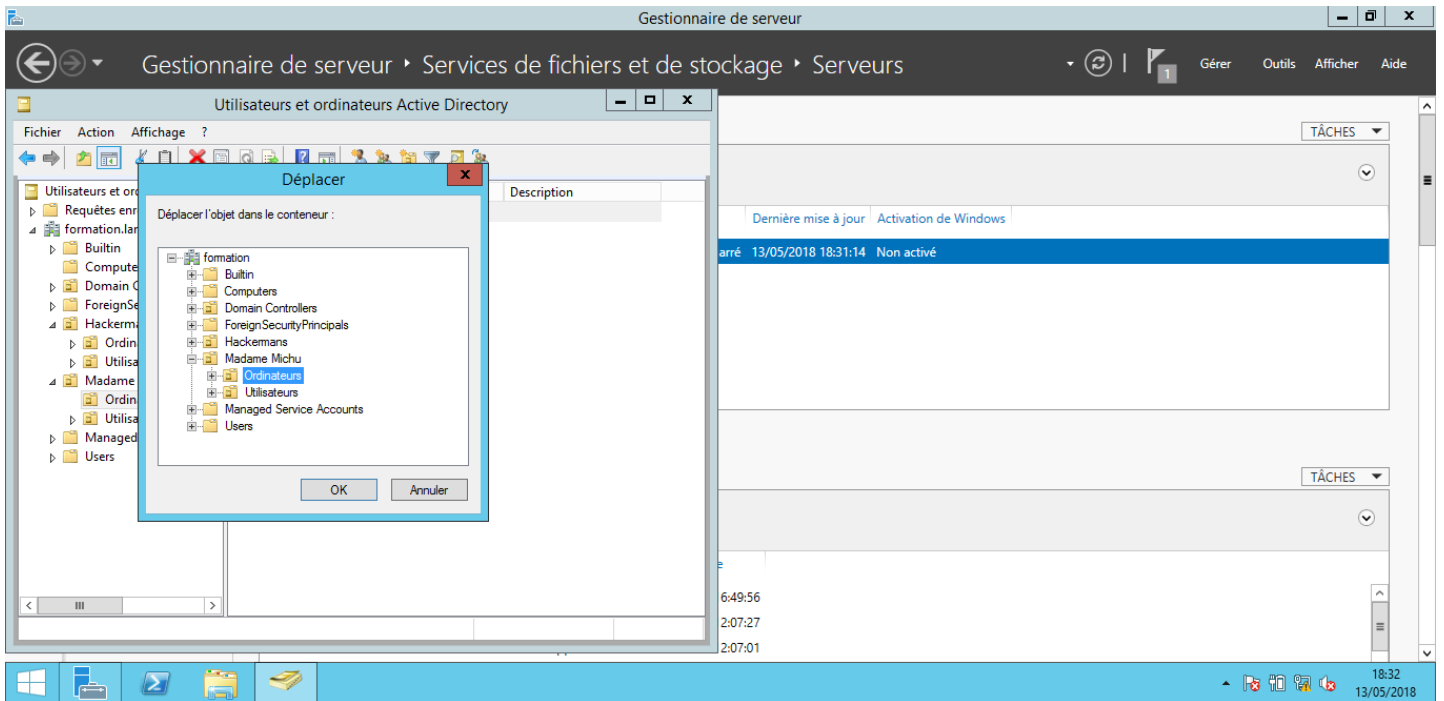 Gestionnaire de serveur
Gestionnaire de serveur ‣ Services de fichiers et de stockage ‣ Serveurs
1
Gérer Outils Afficher Aide
Utilisateurs et ordinateurs Active Directory
Fichier Action Affichage ?
TÂCHES
Déplacer
Utilisateurs et ord
Description
Requêtes enr
Déplacer l'objet dans le conteneur :
Dernière mise à jour Activation de Windows
formation.lar
arré 13/05/2018 18:31:14 Non activé
Builtin
Compute
Domain C
ForeignSe
Hackerma
Ordin
Utilisa
Madame
Ordin
Utilisa
Managed
Users
formation
Builtin
Computers
Domain Controllers
ForeignSecurityPrincipals
Hackermans
Madame Michu
Ordinateurs
Utilisateurs
Managed Service Accounts
Users
OK Annuler
TÂCHES
6:49:56
2:07:27
2:07:01
18:32
13/05/2018